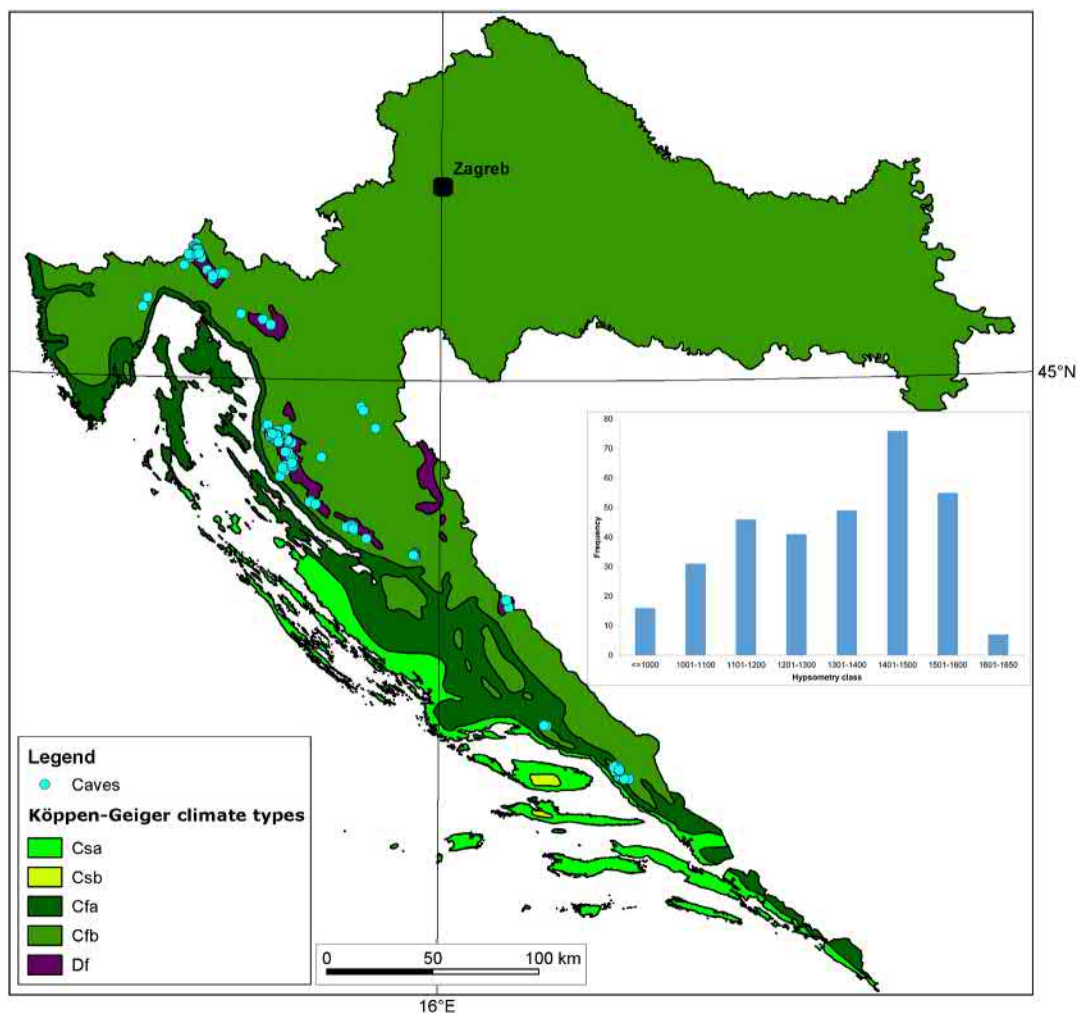 Zagreb
45°N
80
70
60
50
40
30
20
10
0
Frequency
<=1000 1001-1100 1101-1200 1201-1300 1301-1400 1401-1500 1501-1600 1601-1650
Hypsometry class
Legend
Caves
Köppen-Geiger climate types
Csa
Csb
Cfa
Cfb
Df
0 50 100 km
16°E